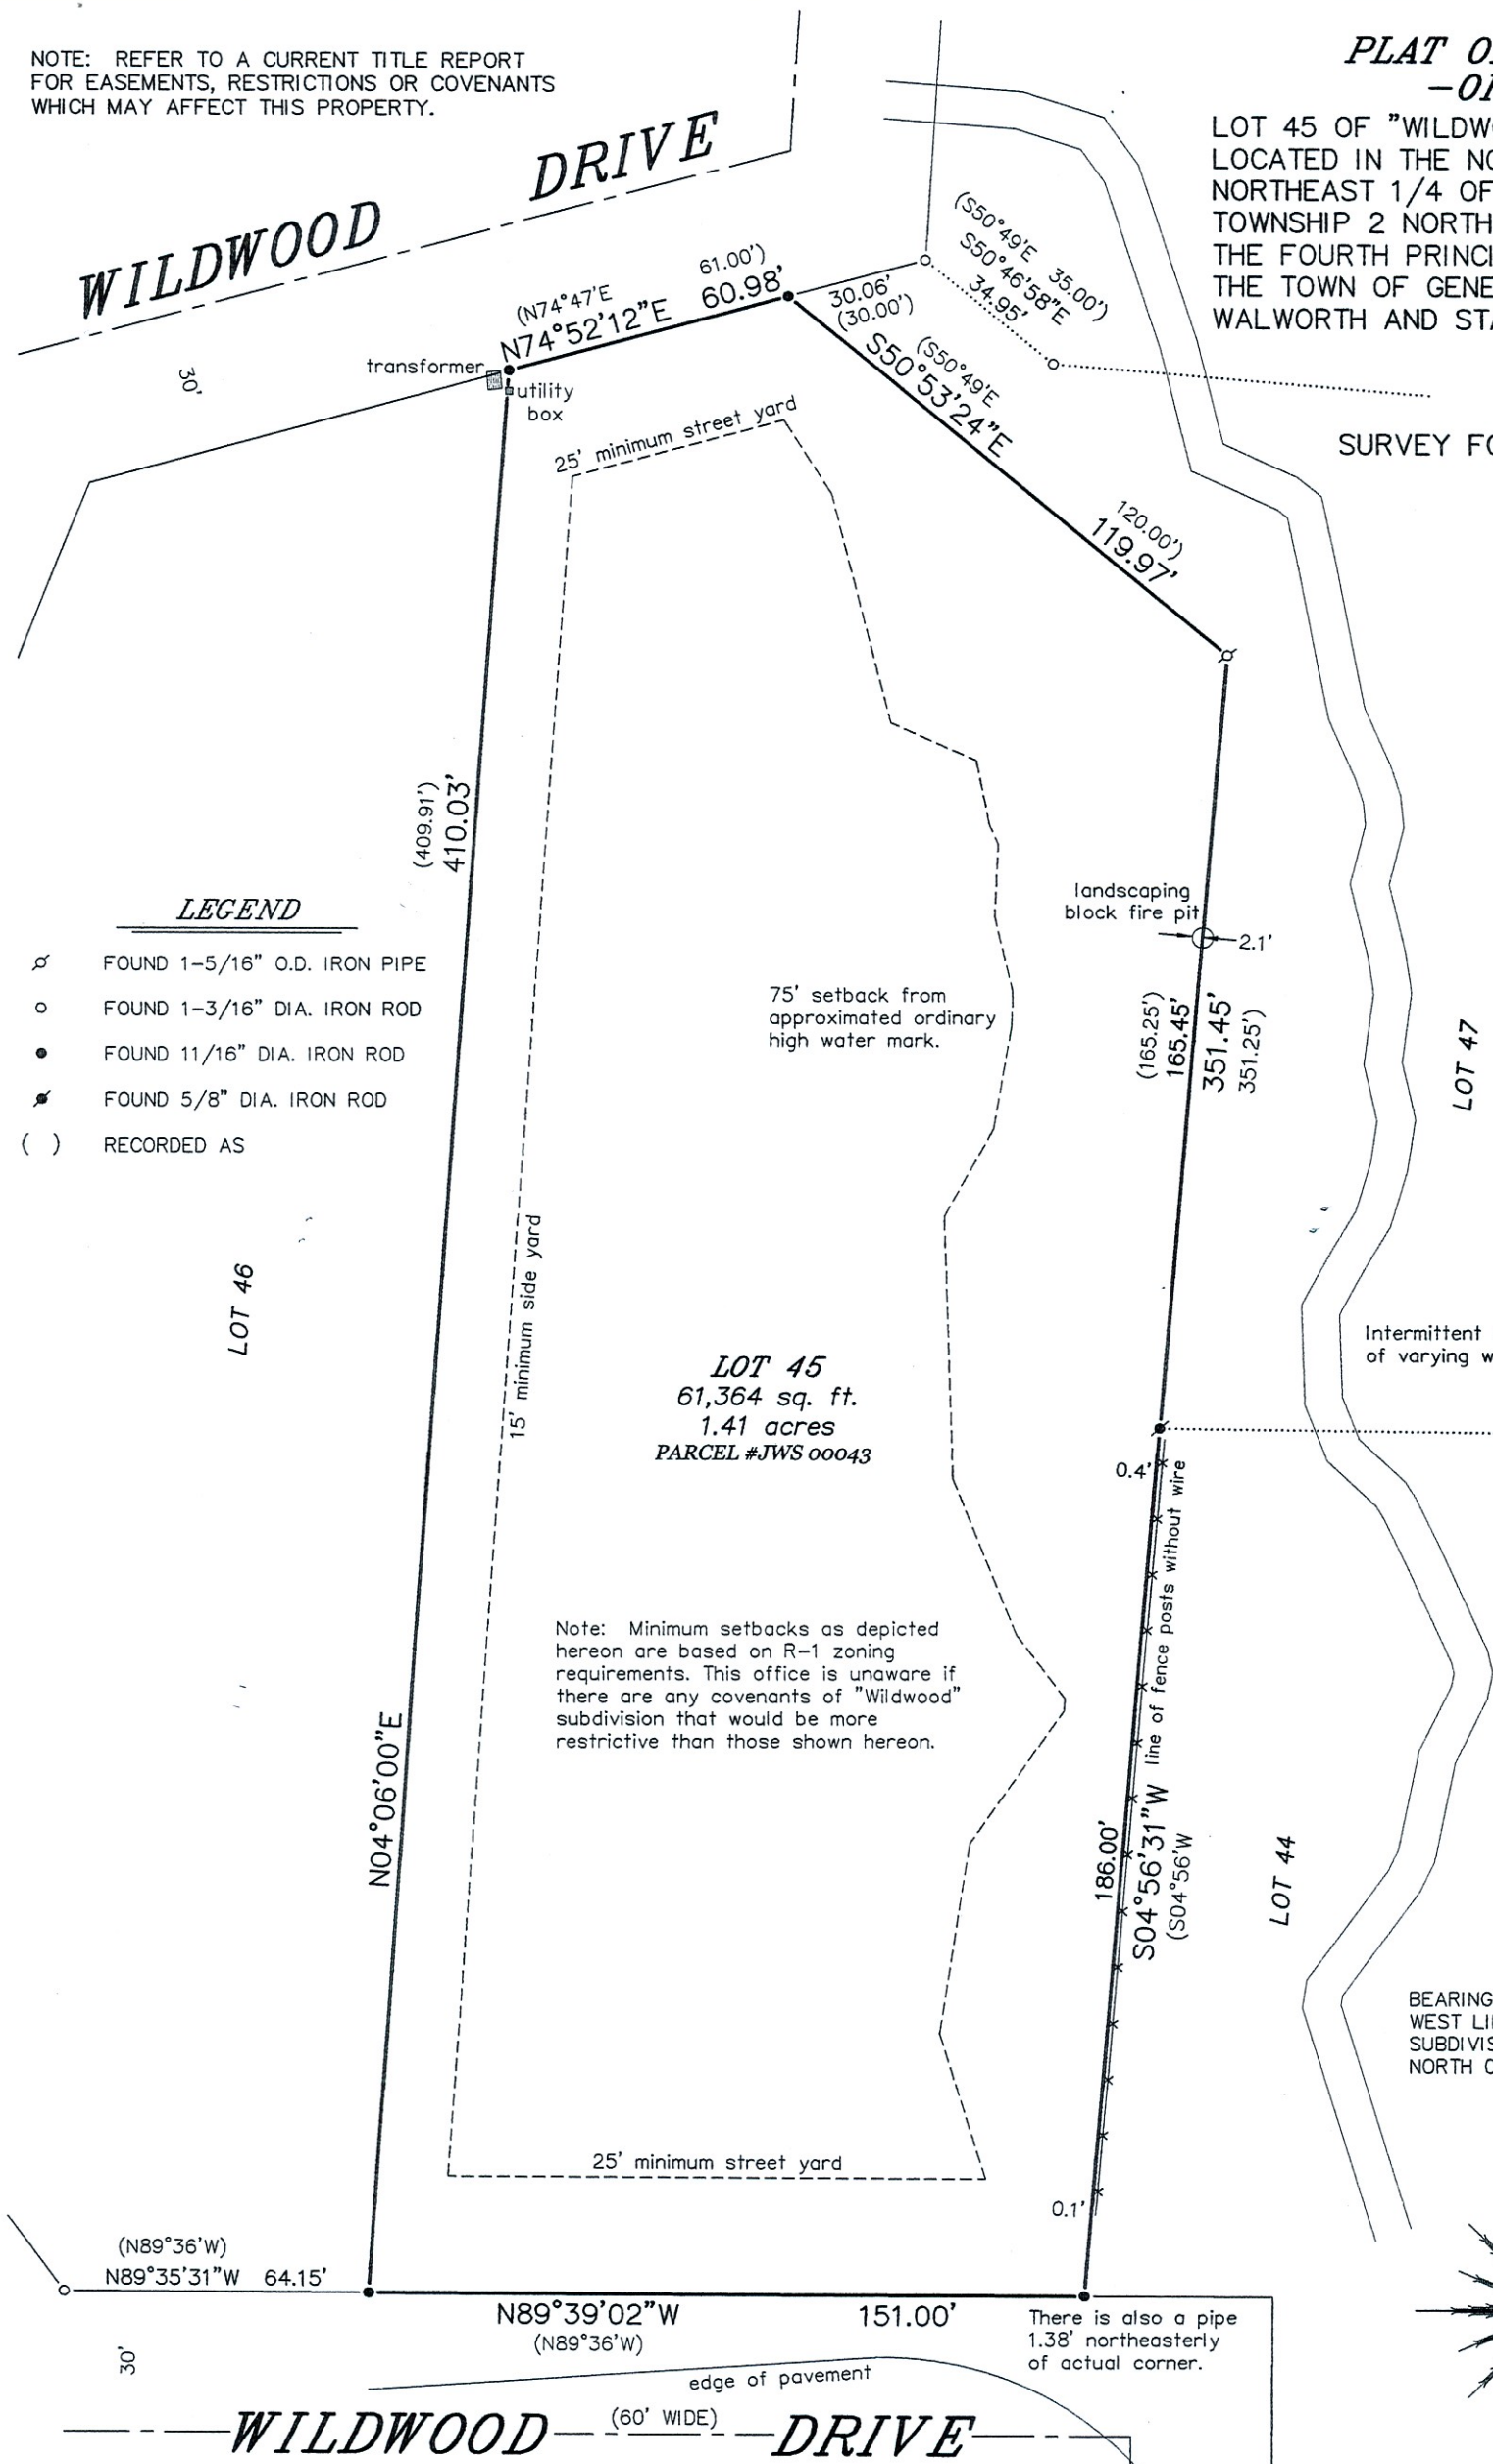 NOTE: REFER TO A CURRENT TITLE REPORT
FOR EASEMENTS, RESTRICTIONS OR COVENANTS
WHICH MAY AFFECT THIS PROPERTY.
PLAT O
-O
LOT 45 OF "WILDW
LOCATED IN THE NO
NORTHEAST 1/4 OF
TOWNSHIP 2 NORTH
THE FOURTH PRINCI
THE TOWN OF GENE
WALWORTH AND STA
SURVEY FO
WILDWOOD DRIVE
30'
(N74°47'E 61.00')
N74°52'12"E 60.98'
30.06'
(30.00')
(S50°49'E 35.00')
S50°46'58"E
34.95'
(S50°49'E 120.00')
S50°53'24"E 119.97'
transformer
utility
box
25' minimum street yard
(409.91')
410.03'
N04°06'00"E
LEGEND
FOUND 1-5/16" O.D. IRON PIPE
FOUND 1-3/16" DIA. IRON ROD
FOUND 11/16" DIA. IRON ROD
FOUND 5/8" DIA. IRON ROD
( ) RECORDED AS
landscaping
block fire pit
2.1'
75' setback from
approximated ordinary
high water mark.
(165.25')
165.45'
351.45'
351.25')
LOT 47
LOT 46
15' minimum side yard
LOT 45
61,364 sq. ft.
1.41 acres
PARCEL #JWS 00043
Intermittent
of varying w
0.4'
line of fence posts without wire
Note: Minimum setbacks as depicted
hereon are based on R-1 zoning
requirements. This office is unaware if
there are any covenants of "Wildwood"
subdivision that would be more
restrictive than those shown hereon.
186.00'
S04°56'31"W
(S04°56'W
LOT 44
BEARING
WEST LI
SUBDIVIS
NORTH O
25' minimum street yard
0.1'
(N89°36'W)
N89°35'31"W 64.15'
N89°39'02"W 151.00'
(N89°36'W)
There is also a pipe
1.38' northeasterly
of actual corner.
30'
edge of pavement
WILDWOOD (60' WIDE) DRIVE